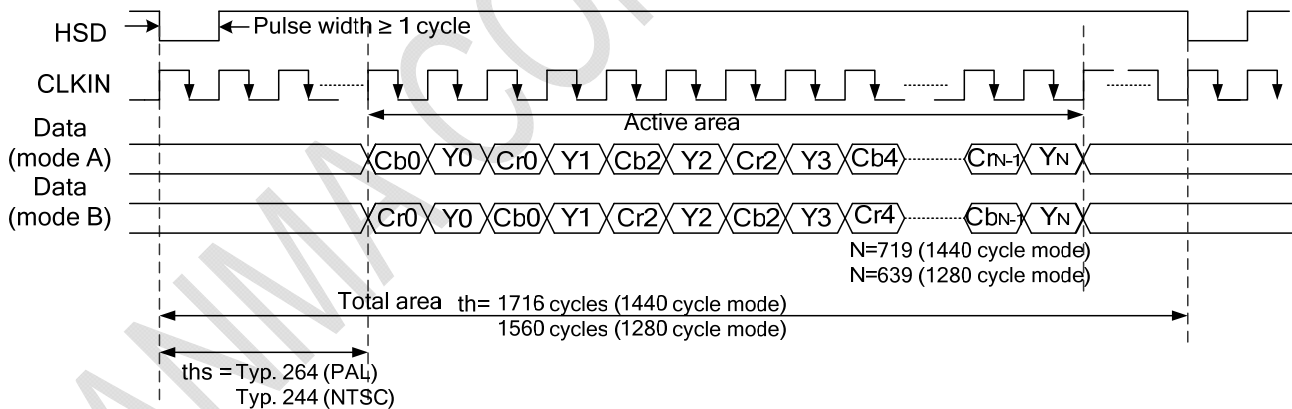 HSD
Pulse width ≥ 1 cycle
CLKIN
Active area
Data
(mode A)
Cb0 Y0 Cr0 Y1 Cb2 Y2 Cr2 Y3 Cb4 CrN-1 YN
Data
(mode B)
Cr0 Y0 Cb0 Y1 Cr2 Y2 Cb2 Y3 Cr4 CbN-1 YN
N=719 (1440 cycle mode)
N=639 (1280 cycle mode)
Total area th= 1716 cycles (1440 cycle mode)
1560 cycles (1280 cycle mode)
ths = Typ. 264 (PAL)
Typ. 244 (NTSC)